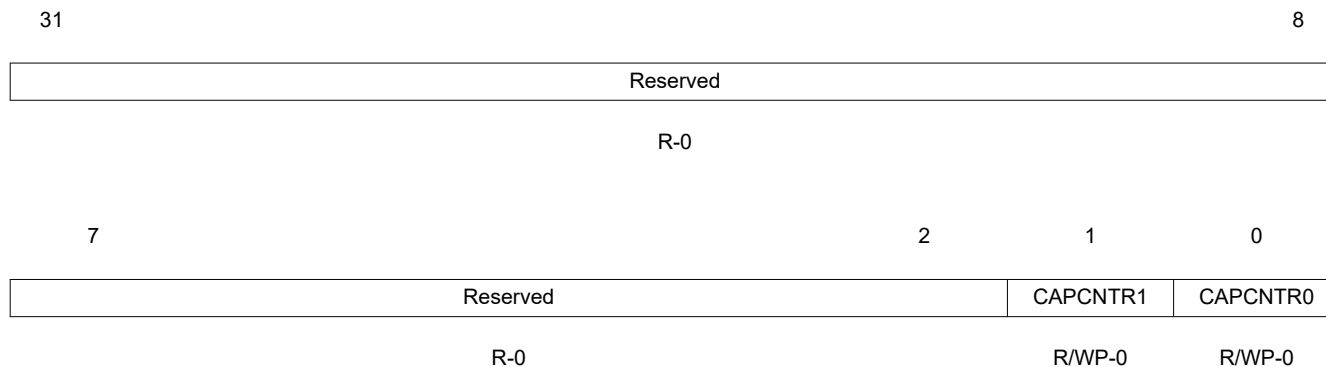 31 8
Reserved
R-0
7 2 1 0
Reserved CAPCNTR1 CAPCNTR0
R-0 R/WP-0 R/WP-0